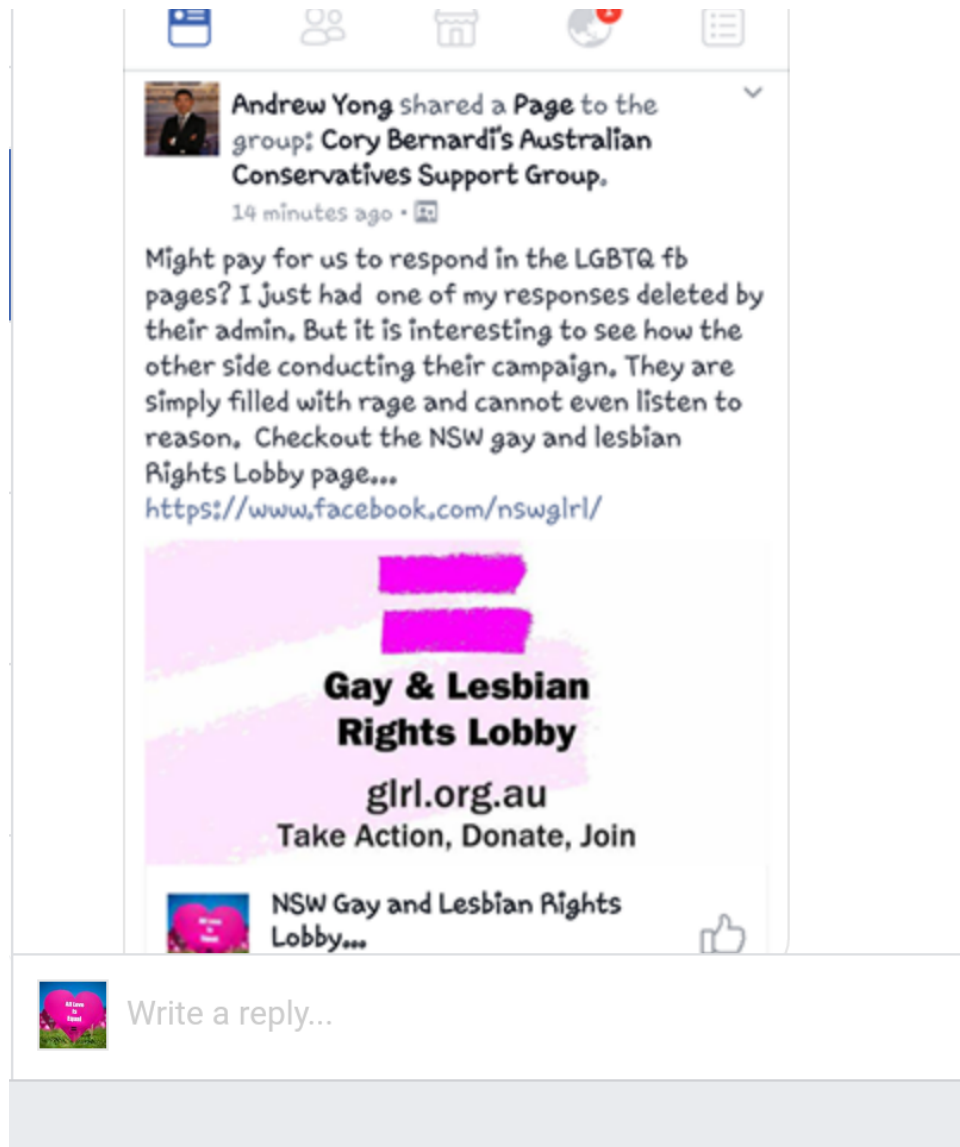 Andrew Yong shared a Page to the
group: Cory Bernardi's Australian
Conservatives Support Group.
14 minutes ago •
Might pay for us to respond in the LGBTQ fb
pages? I just had one of my responses deleted by
their admin. But it is interesting to see how the
other side conducting their campaign. They are
simply filled with rage and cannot even listen to
reason. Checkout the NSW gay and lesbian
Rights Lobby page...
https://www.facebook.com/nswglrl/
Gay & Lesbian
Rights Lobby
glrl.org.au
Take Action, Donate, Join
NSW Gay and Lesbian Rights
Lobby...
All Love
Is
Equal
Write a reply...